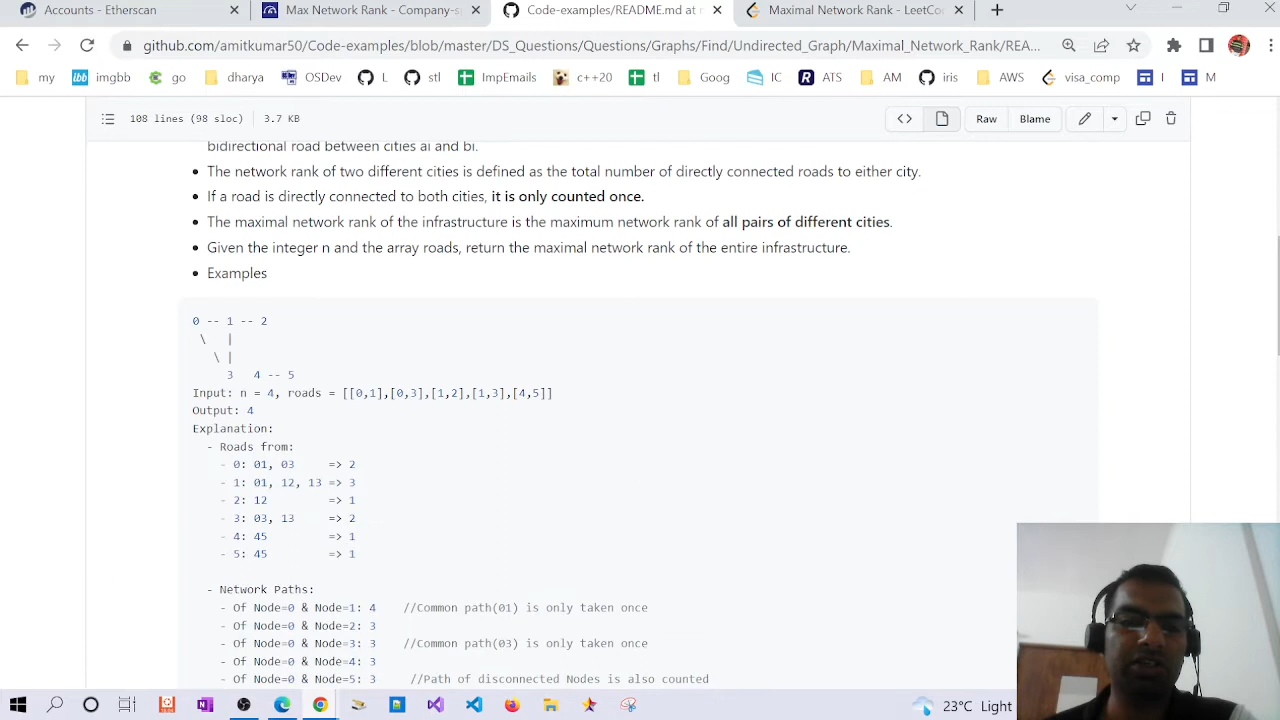 Accounts - Etherscan
Max Network Rank - Company-s
Code-examples/README.md at m
Maximal Network Rank - LeetCo
github.com/amitkumar50/Code-examples/blob/master/DS_Questions/Questions/Graphs/Find/Undirected_Graph/Maximal_Network_Rank/REA...
my
imgbb
go
dharya
OSDev
L
stl
ImpEmails
c++20
tl
Goog
IC
ATS
AM
iris
AWS
visa_comp
I
M
108 lines (98 sloc)
3.7 KB
<>
Raw
Blame
bidirectional road between cities ai and bi.
• The network rank of two different cities is defined as the total number of directly connected roads to either city.
• If a road is directly connected to both cities, it is only counted once.
• The maximal network rank of the infrastructure is the maximum network rank of all pairs of different cities.
• Given the integer n and the array roads, return the maximal network rank of the entire infrastructure.
• Examples
0 -- 1 -- 2
\ |
\ |
3 4 -- 5
Input: n = 4, roads = [[0,1],[0,3],[1,2],[1,3],[4,5]]
Output: 4
Explanation:
- Roads from:
- 0: 01, 03 => 2
- 1: 01, 12, 13 => 3
- 2: 12 => 1
- 3: 03, 13 => 2
- 4: 45 => 1
- 5: 45 => 1
- Network Paths:
- Of Node=0 & Node=1: 4 //Common path(01) is only taken once
- Of Node=0 & Node=2: 3
- Of Node=0 & Node=3: 3 //Common path(03) is only taken once
- Of Node=0 & Node=4: 3
- Of Node=0 & Node=5: 3 //Path of disconnected Nodes is also counted
23°C Light